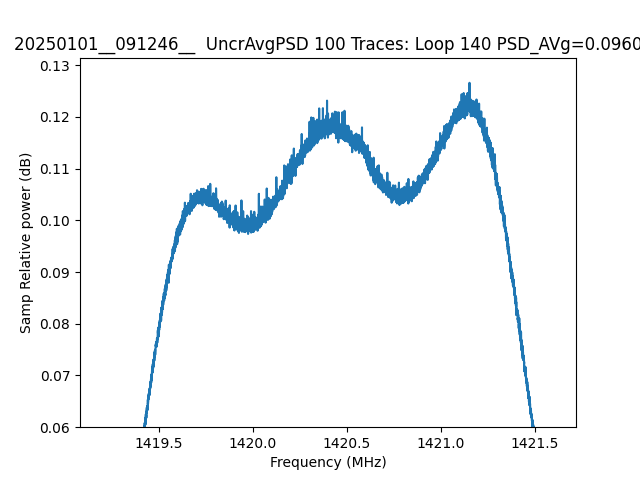 20250101__091246__  UncrAvgPSD 100 Traces: Loop 140 PSD_AVg=0.0960
0.13
0.12
0.11
0.10
0.09
0.08
0.07
0.06
Samp Relative power (dB)
1419.5 1420.0 1420.5 1421.0 1421.5
Frequency (MHz)